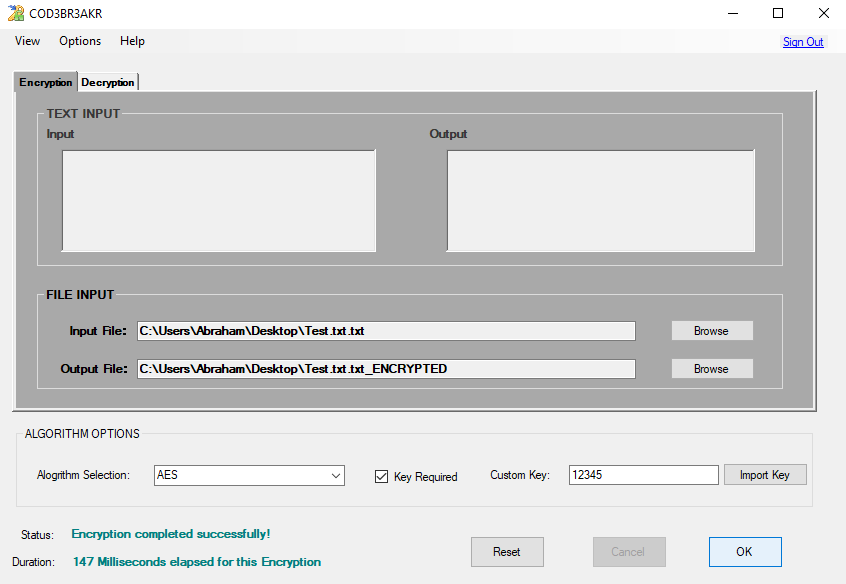 COD3BR3AKR
View Options Help Sign Out
Encryption Decryption
TEXT INPUT
Input Output
FILE INPUT
Input File: C:\Users\Abraham\Desktop\Test.txt.txt Browse
Output File: C:\Users\Abraham\Desktop\Test.txt.txt_ENCRYPTED Browse
ALGORITHM OPTIONS
Alogrithm Selection: AES Key Required Custom Key: 12345 Import Key
Status: Encryption completed successfully!
Duration: 147 Milliseconds elapsed for this Encryption
Reset Cancel OK